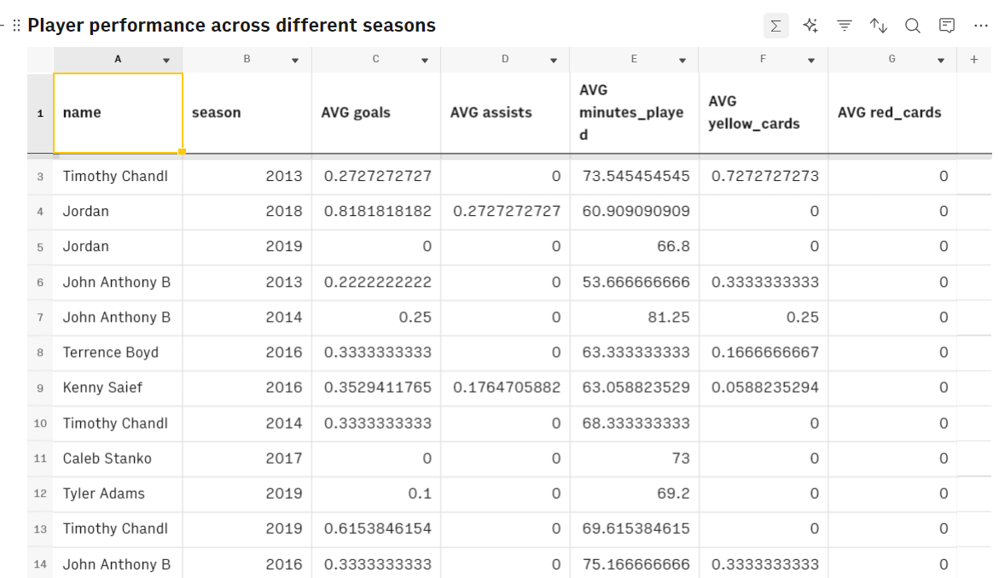 Player performance across different seasons
A B C D E F G +
1 name season AVG goals AVG assists AVG minutes_played AVG yellow_cards AVG red_cards
3 Timothy Chandl 2013 0.2727272727 0 73.545454545 0.7272727273 0
4 Jordan 2018 0.8181818182 0.2727272727 60.909090909 0 0
5 Jordan 2019 0 0 66.8 0 0
6 John Anthony B 2013 0.2222222222 0 53.666666666 0.3333333333 0
7 John Anthony B 2014 0.25 0 81.25 0.25 0
8 Terrence Boyd 2016 0.3333333333 0 63.333333333 0.1666666667 0
9 Kenny Saief 2016 0.3529411765 0.1764705882 63.058823529 0.0588235294 0
10 Timothy Chandl 2014 0.3333333333 0 68.333333333 0 0
11 Caleb Stanko 2017 0 0 73 0 0
12 Tyler Adams 2019 0.1 0 69.2 0 0
13 Timothy Chandl 2019 0.6153846154 0 69.615384615 0 0
14 John Anthony B 2016 0.3333333333 0 75.166666666 0.3333333333 0